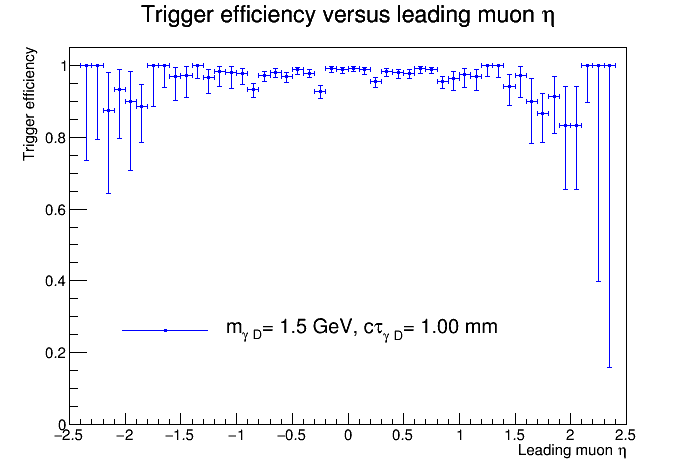 Trigger efficiency versus leading muon η
Trigger efficiency
1
0.8
0.6
0.4
0.2
0
m_γ D= 1.5 GeV, cτ_γ D= 1.00 mm
−2.5 −2 −1.5 −1 −0.5 0 0.5 1 1.5 2 2.5
Leading muon η